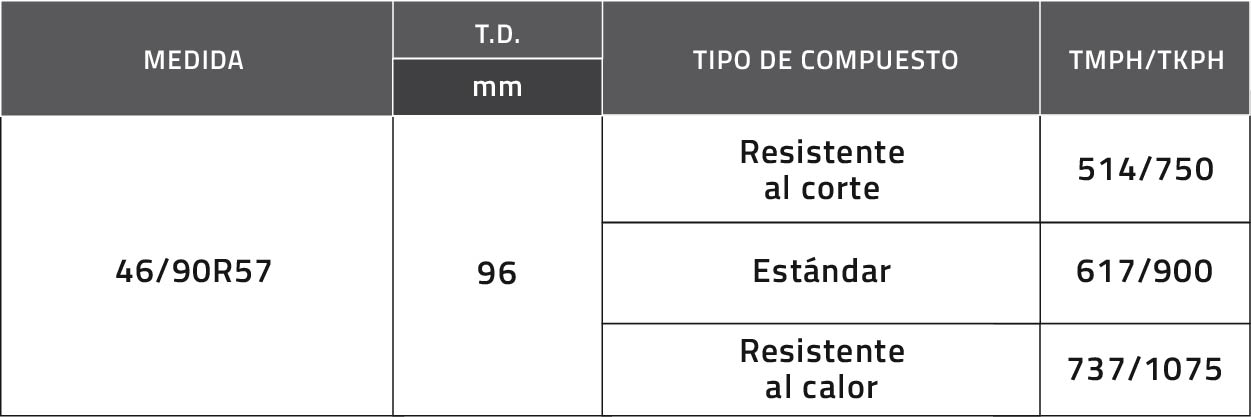 MEDIDA
T.D.
mm
TIPO DE COMPUESTO
TMPH/TKPH
46/90R57
96
Resistente
al corte
514/750
Estándar
617/900
Resistente
al calor
737/1075